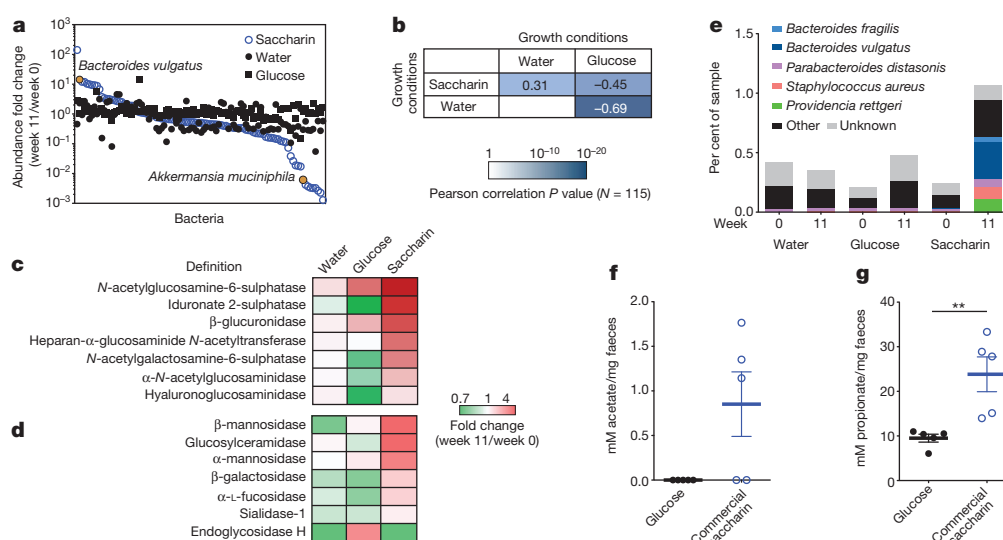 a
Abundance fold change
(week 11/week 0)
10³
10²
10¹
10⁰
10⁻¹
10⁻²
10⁻³
Saccharin
Water
Glucose
Bacteroides vulgatus
Akkermansia muciniphila
Bacteria
b
Growth conditions
Growth
conditions
Water
Glucose
Saccharin
0.31
−0.45
Water
−0.69
1
10⁻¹⁰
10⁻²⁰
Pearson correlation P value (N = 115)
c
Definition
Water
Glucose
Saccharin
N-acetylglucosamine-6-sulphatase
Iduronate 2-sulphatase
β-glucuronidase
Heparan-α-glucosaminide N-acetyltransferase
N-acetylgalactosamine-6-sulphatase
α-N-acetylglucosaminidase
Hyaluronoglucosaminidase
d
β-mannosidase
Glucosylceramidase
α-mannosidase
β-galactosidase
α-L-fucosidase
Sialidase-1
Endoglycosidase H
0.7 1 4
Fold change
(week 11/week 0)
e
Per cent of sample
1.5
1.0
0.5
0.0
Bacteroides fragilis
Bacteroides vulgatus
Parabacteroides distasonis
Staphylococcus aureus
Providencia rettgeri
Other
Unknown
Week
0 11 0 11 0 11
Water Glucose Saccharin
f
mM acetate/mg faeces
2.0
1.5
1.0
0.5
0.0
Glucose
Commercial
saccharin
g
mM propionate/mg faeces
40
30
20
10
0
**
Glucose
Commercial
saccharin